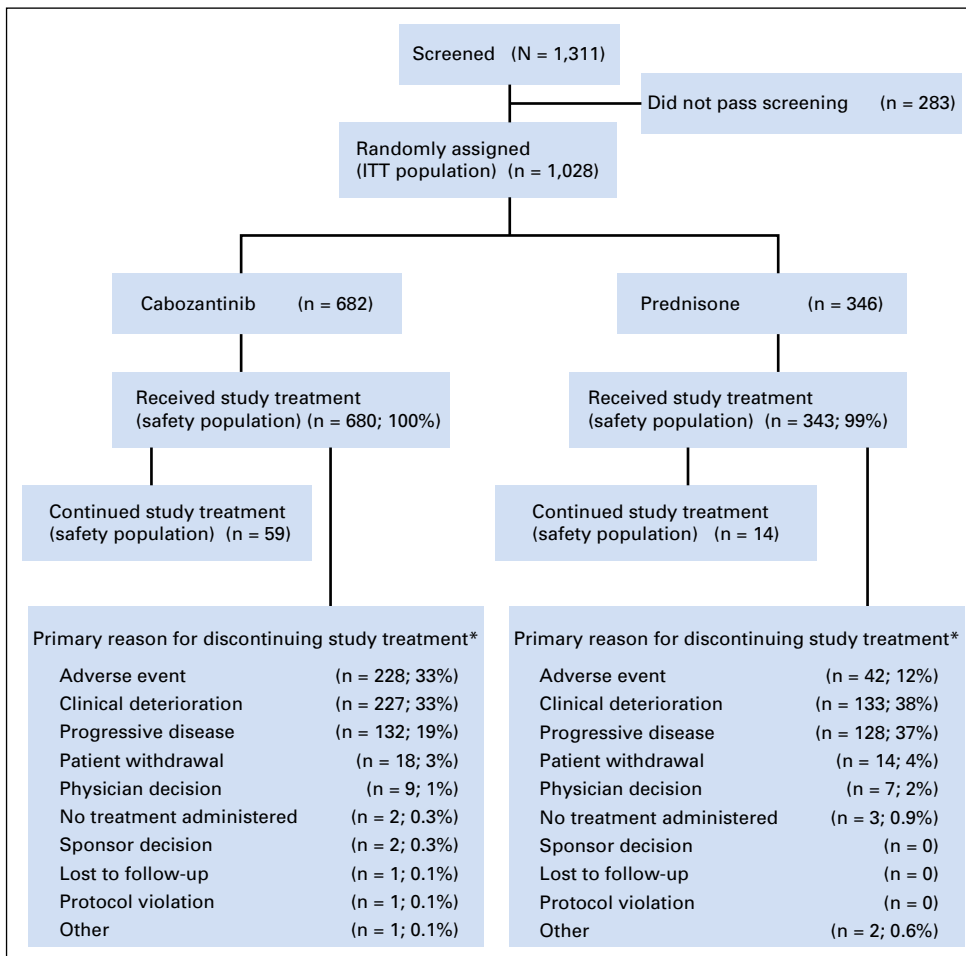 Screened (N = 1,311)
Did not pass screening (n = 283)
Randomly assigned
(ITT population) (n = 1,028)
Cabozantinib (n = 682)
Prednisone (n = 346)
Received study treatment
(safety population) (n = 680; 100%)
Received study treatment
(safety population) (n = 343; 99%)
Continued study treatment
(safety population) (n = 59)
Continued study treatment
(safety population) (n = 14)
Primary reason for discontinuing study treatment*
Adverse event (n = 228; 33%)
Clinical deterioration (n = 227; 33%)
Progressive disease (n = 132; 19%)
Patient withdrawal (n = 18; 3%)
Physician decision (n = 9; 1%)
No treatment administered (n = 2; 0.3%)
Sponsor decision (n = 2; 0.3%)
Lost to follow-up (n = 1; 0.1%)
Protocol violation (n = 1; 0.1%)
Other (n = 1; 0.1%)
Primary reason for discontinuing study treatment*
Adverse event (n = 42; 12%)
Clinical deterioration (n = 133; 38%)
Progressive disease (n = 128; 37%)
Patient withdrawal (n = 14; 4%)
Physician decision (n = 7; 2%)
No treatment administered (n = 3; 0.9%)
Sponsor decision (n = 0)
Lost to follow-up (n = 0)
Protocol violation (n = 0)
Other (n = 2; 0.6%)